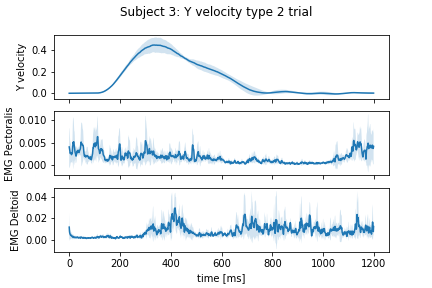 Subject 3: Y velocity type 2 trial
Y velocity
0.4
0.2
0.0
EMG Pectoralis
0.010
0.005
0.000
EMG Deltoid
0.04
0.02
0.00
0 200 400 600 800 1000 1200
time [ms]